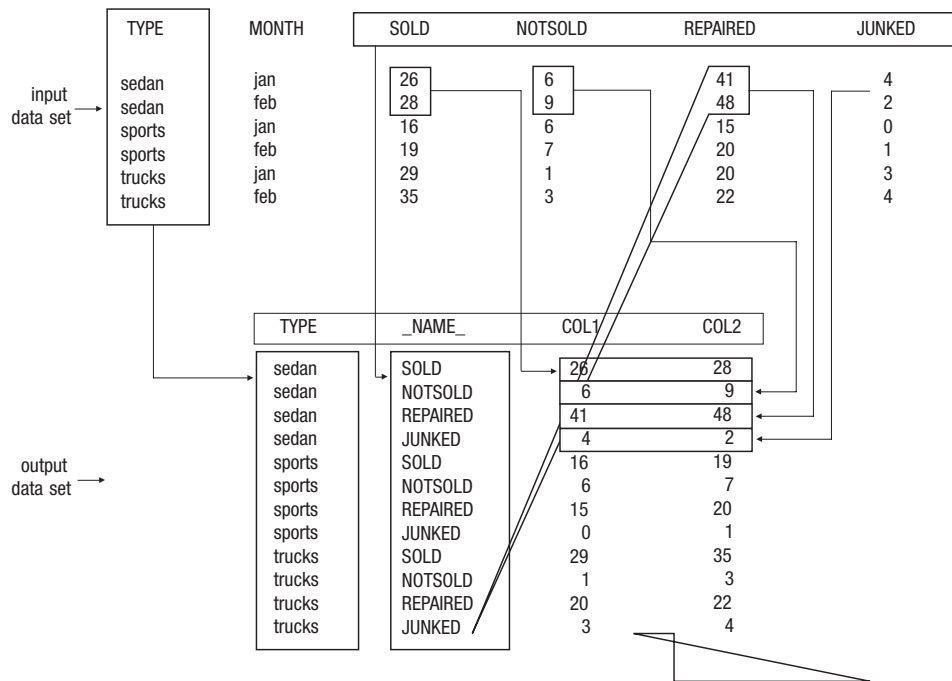 TYPE MONTH SOLD NOTSOLD REPAIRED JUNKED
input data set
sedan jan 26 6 41 4
sedan feb 28 9 48 2
sports jan 16 6 15 0
sports feb 19 7 20 1
trucks jan 29 1 20 3
trucks feb 35 3 22 4
TYPE _NAME_ COL1 COL2
sedan SOLD 26 28
sedan NOTSOLD 6 9
sedan REPAIRED 41 48
sedan JUNKED 4 2
output data set
sports SOLD 16 19
sports NOTSOLD 6 7
sports REPAIRED 15 20
sports JUNKED 0 1
trucks SOLD 29 35
trucks NOTSOLD 1 3
trucks REPAIRED 20 22
trucks JUNKED 3 4